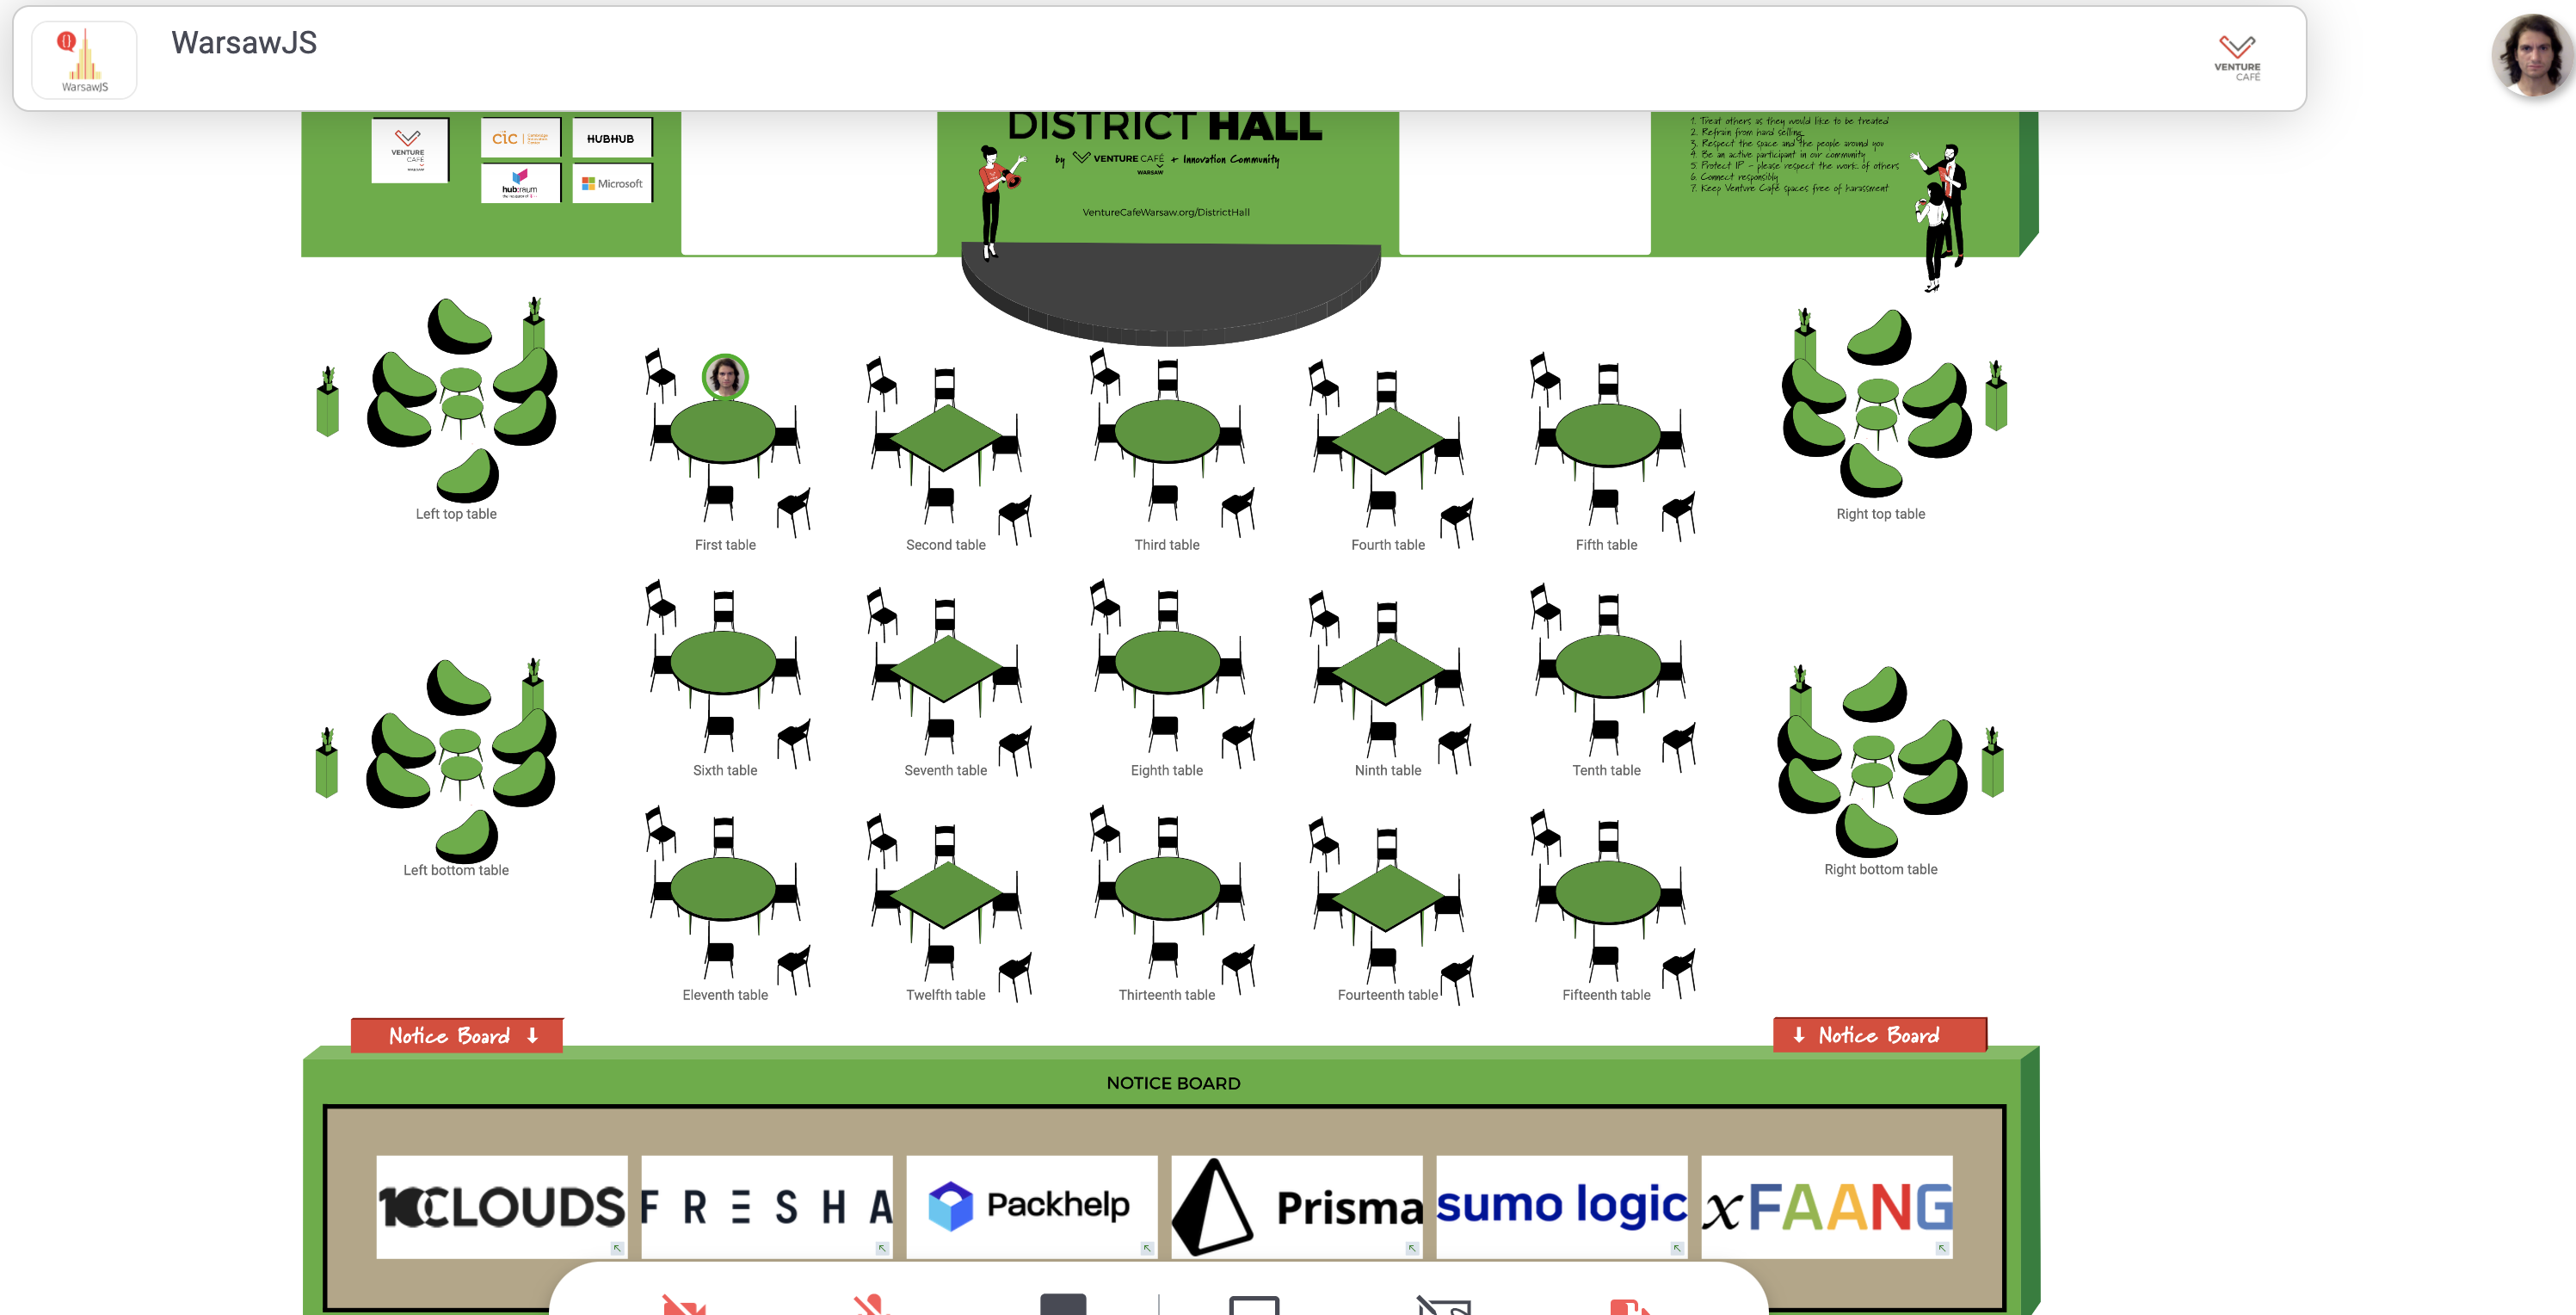 WarsawJS
WarsawJS
VENTURE
CAFÉ
VENTURE
CAFÉ
WARSAW
cic
HUBHUB
hub:raum
Microsoft
DISTRICT HALL
by VENTURE CAFÉ + Innovation Community
WARSAW
VentureCafeWarsaw.org/DistrictHall
1. Treat others as they would like to be treated
2. Refrain from hard selling
3. Respect the space and the people around you
4. Be an active participant in our community
5. Protect IP - please respect the work of others
6. Connect responsibly
7. Keep Venture Café spaces free of harassment
Left top table
Right top table
First table
Second table
Third table
Fourth table
Fifth table
Sixth table
Seventh table
Eighth table
Ninth table
Tenth table
Left bottom table
Right bottom table
Eleventh table
Twelfth table
Thirteenth table
Fourteenth table
Fifteenth table
Notice Board ↓
↓ Notice Board
NOTICE BOARD
10CLOUDS
FRESHA
Packhelp
Prisma
sumo logic
xFAANG